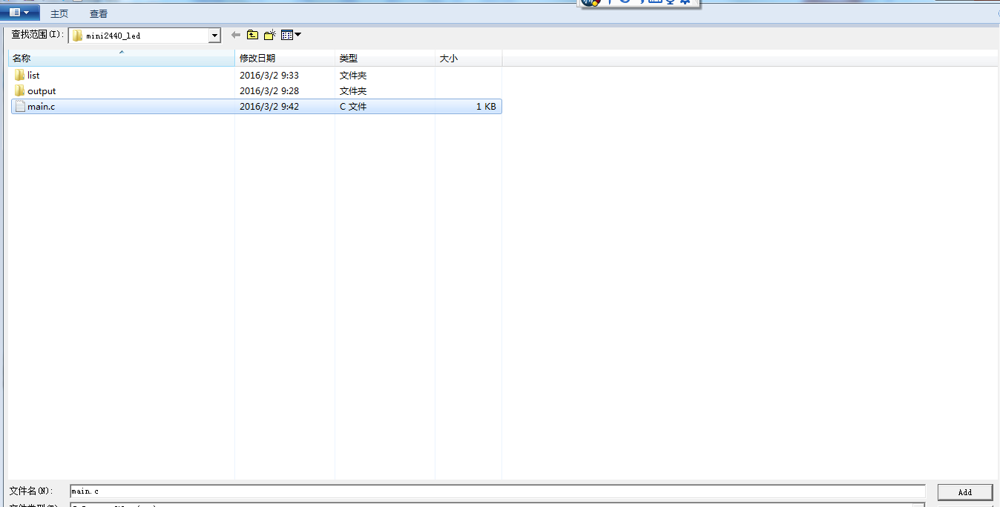 主页 查看
查找范围(I): mini2440_led
名称 修改日期 类型 大小
list 2016/3/2 9:33 文件夹
output 2016/3/2 9:28 文件夹
main.c 2016/3/2 9:42 C 文件 1 KB
文件名(N): main.c Add